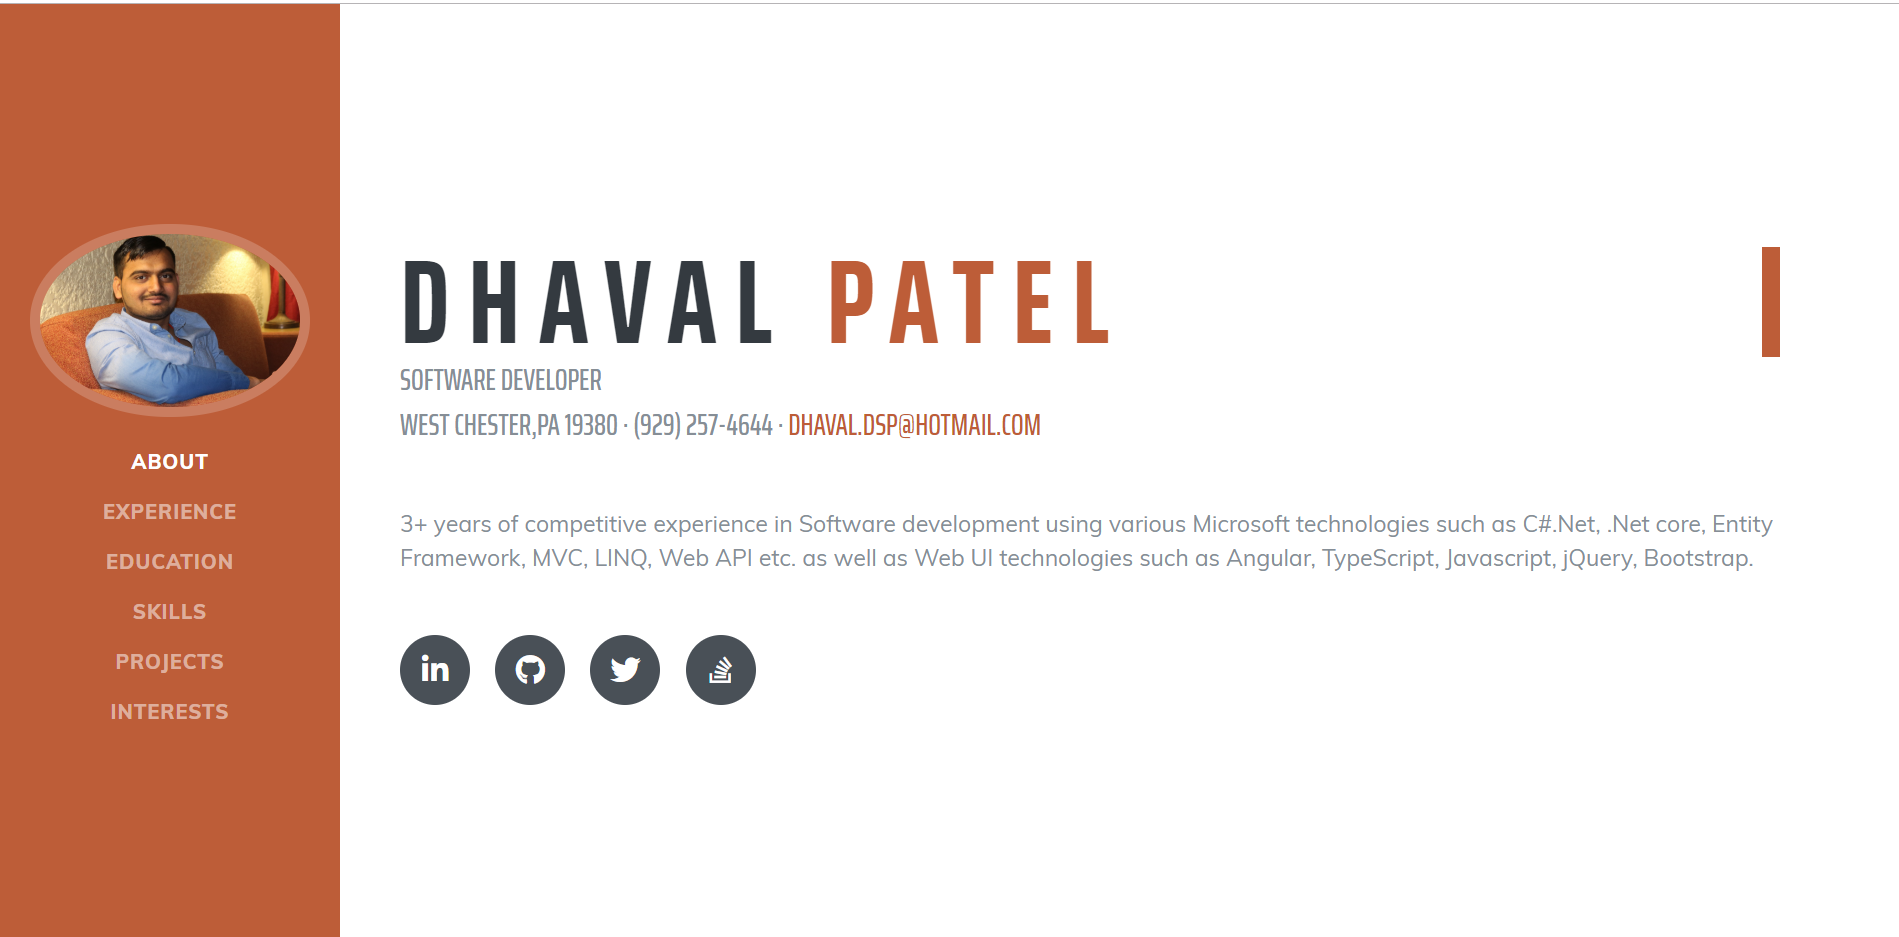 ABOUT
EXPERIENCE
EDUCATION
SKILLS
PROJECTS
INTERESTS
DHAVAL PATEL
SOFTWARE DEVELOPER
WEST CHESTER,PA 19380 · (929) 257-4644 · DHAVAL.DSP@HOTMAIL.COM
3+ years of competitive experience in Software development using various Microsoft technologies such as C#.Net, .Net core, Entity
Framework, MVC, LINQ, Web API etc. as well as Web UI technologies such as Angular, TypeScript, Javascript, jQuery, Bootstrap.
in